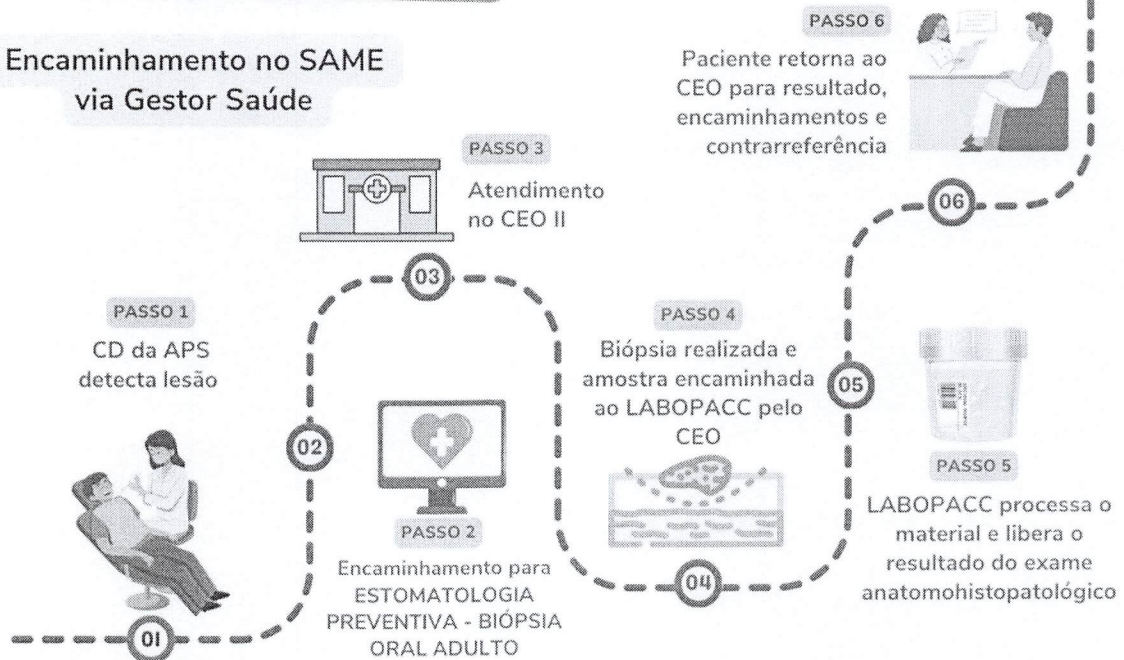 Encaminhamento no SAME
via Gestor Saúde
PASSO 1
CD da APS
detecta lesão
01
02
PASSO 2
Encaminhamento para
ESTOMATOLOGIA
PREVENTIVA - BIÓPSIA
ORAL ADULTO
PASSO 3
Atendimento
no CEO II
03
PASSO 4
Biópsia realizada e
amostra encaminhada
ao LABOPACC pelo
CEO
04
05
PASSO 5
LABOPACC processa o
material e libera o
resultado do exame
anatomohistopatológico
PASSO 6
Paciente retorna ao
CEO para resultado,
encaminhamentos e
contrarreferência
06